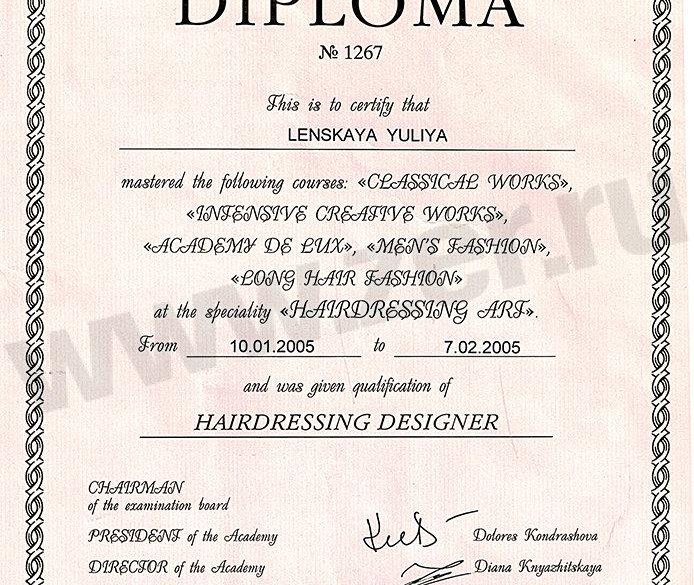 DIPLOMA
№ 1267
This is to certify that
LENSKAYA YULIYA
mastered the following courses: «CLASSICAL WORKS»,
«INTENSIVE CREATIVE WORKS»,
«ACADEMY DE LUX», «MEN'S FASHION»,
«LONG HAIR FASHION»
at the speciality «HAIRDRESSING ART».
From 10.01.2005 to 7.02.2005
and was given qualification of
HAIRDRESSING DESIGNER
CHAIRMAN
of the examination board
PRESIDENT of the Academy Dolores Kondrashova
DIRECTOR of the Academy Diana Knyazhitskaya